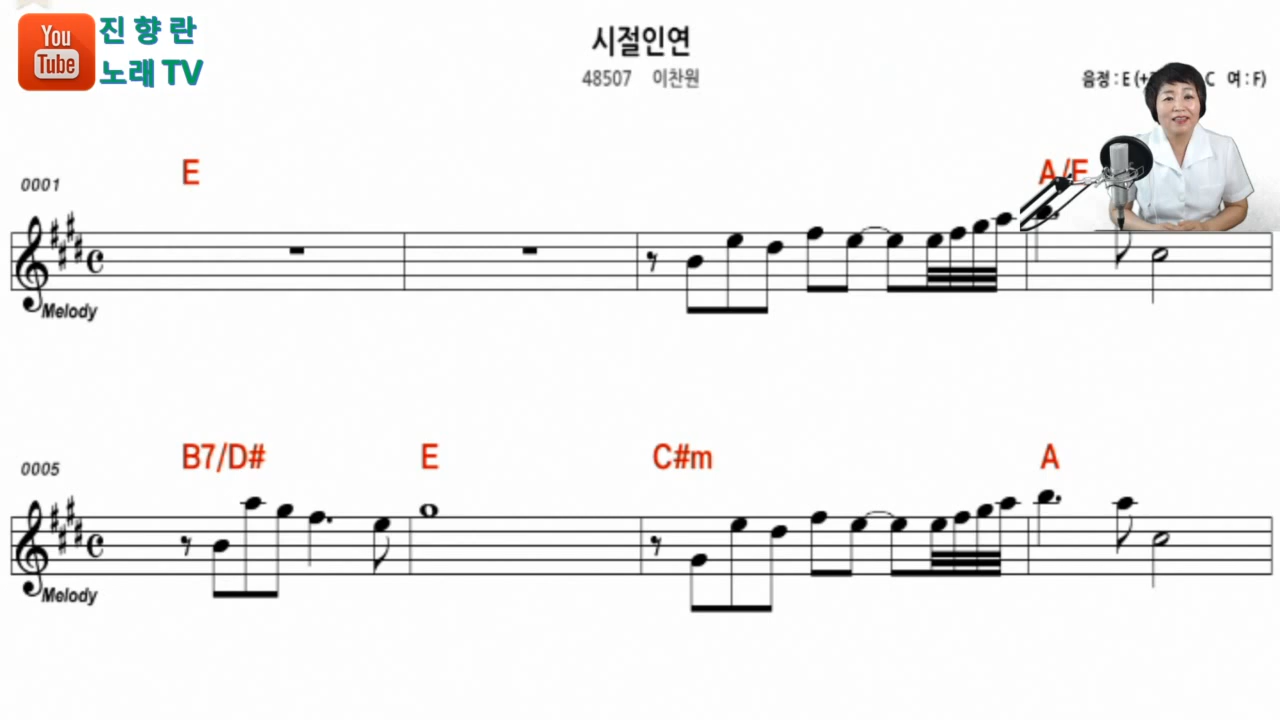 You
Tube
진 향 란
노래 TV
시절인연
48507 이찬원
음정 : E C 여 : F)
0001
E
A/E
Melody
0005
B7/D#
E
C#m
A
Melody